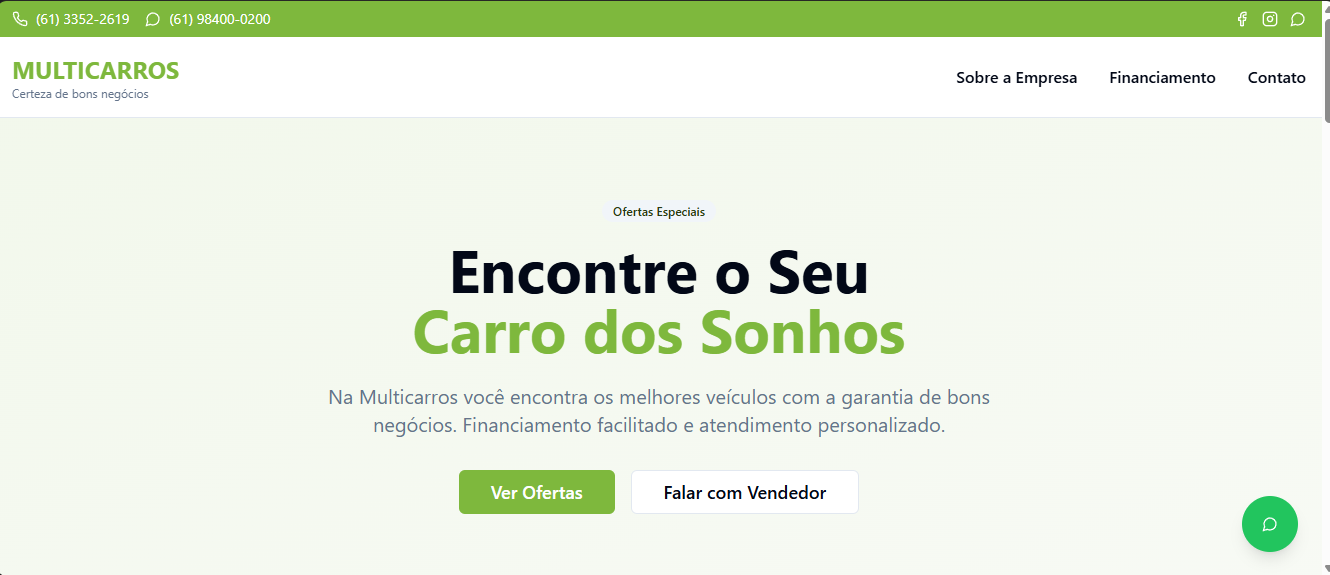 (61) 3352-2619 (61) 98400-0200
MULTICARROS
Certeza de bons negócios
Sobre a Empresa Financiamento Contato
Ofertas Especiais
Encontre o Seu
Carro dos Sonhos
Na Multicarros você encontra os melhores veículos com a garantia de bons
negócios. Financiamento facilitado e atendimento personalizado.
Ver Ofertas Falar com Vendedor